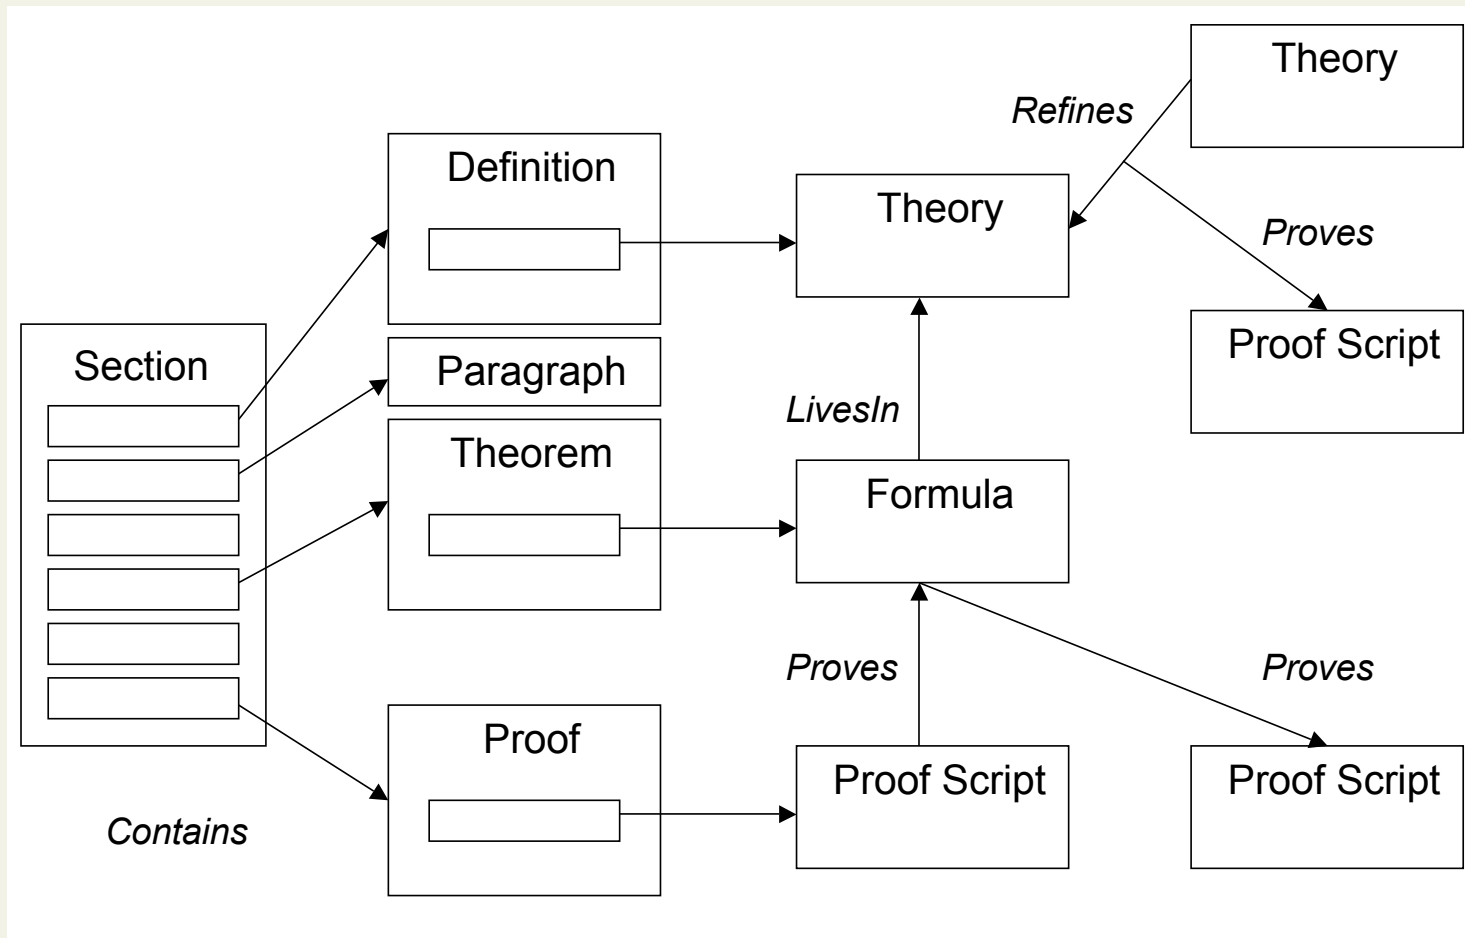 Theory
Refines
Definition
Theory
Proves
Section
Paragraph
Proof Script
LivesIn
Theorem
Formula
Proves
Proves
Proof
Proof Script
Proof Script
Contains